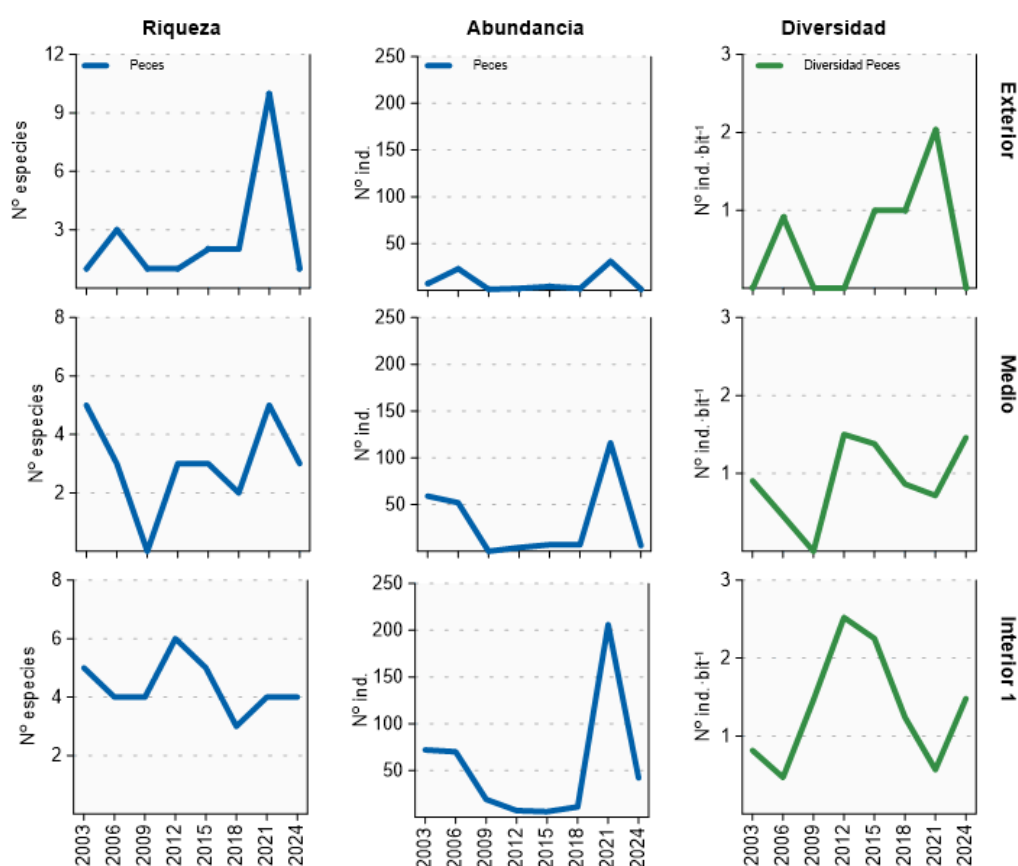 Riqueza
Abundancia
Diversidad
12
9
6
3
Nº especies
Peces
250
200
150
100
50
Nº ind.
Peces
3
2
1
Nº ind.·bit⁻¹
Diversidad Peces
Exterior
8
6
4
2
Nº especies
250
200
150
100
50
Nº ind.
3
2
1
Nº ind.·bit⁻¹
Medio
8
6
4
2
Nº especies
250
200
150
100
50
Nº ind.
3
2
1
Nº ind.·bit⁻¹
Interior 1
2003 2006 2009 2012 2015 2018 2021 2024
2003 2006 2009 2012 2015 2018 2021 2024
2003 2006 2009 2012 2015 2018 2021 2024